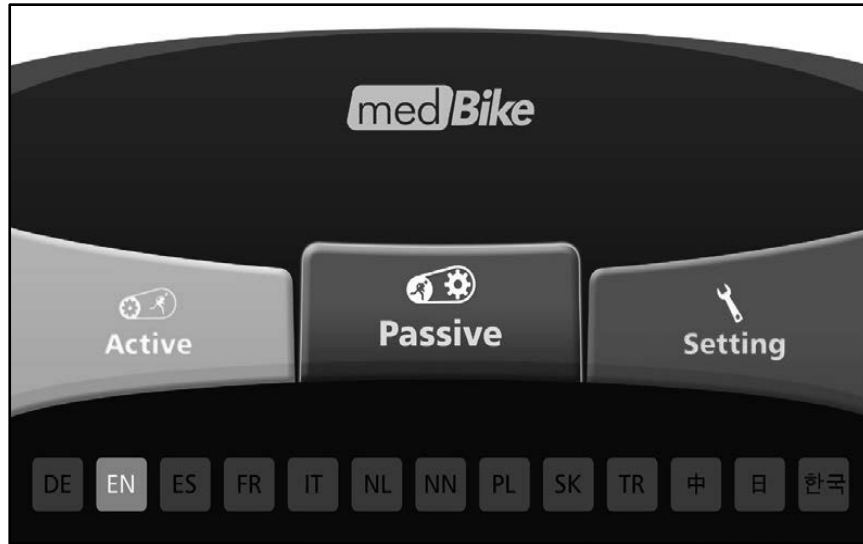 medBike
Active
Passive
Setting
DE EN ES FR IT NL NN PL SK TR 中 日 한국